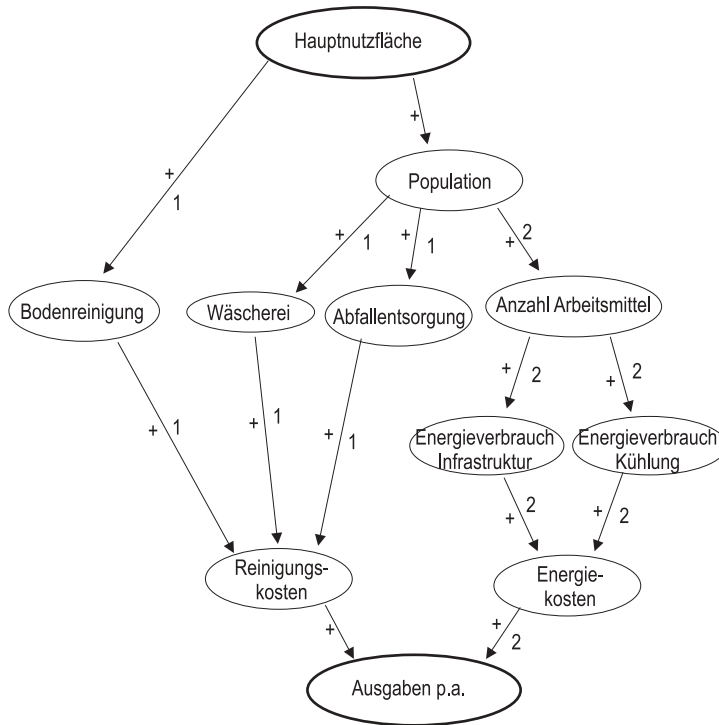 Hauptnutzfläche
+
1
+
Population
+
1
+
1
+
2
Bodenreinigung
Wäscherei
Abfallentsorgung
Anzahl Arbeitsmittel
+
2
+
2
Energieverbrauch
Infrastruktur
Energieverbrauch
Kühlung
+
1
+
1
+
1
+
2
+
2
Reinigungs-
kosten
Energie-
kosten
+
+
2
Ausgaben p.a.